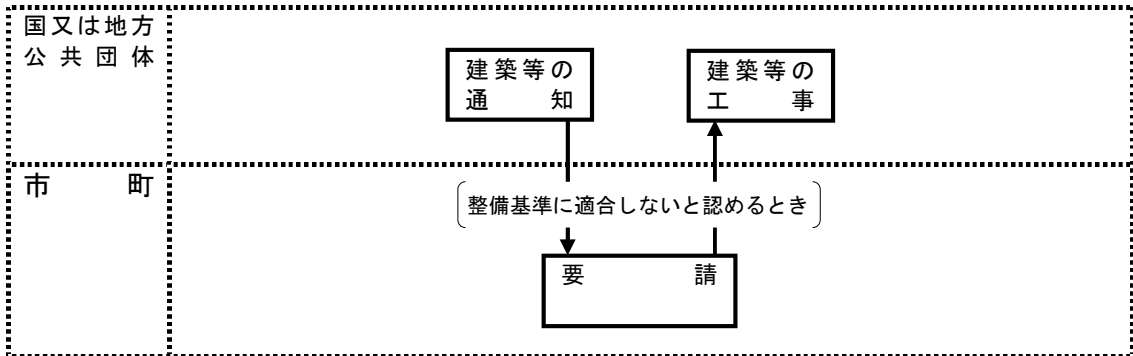 国又は地方
公共団体
建築等の
通知
建築等の
工事
市町
整備基準に適合しないと認めるとき
要請